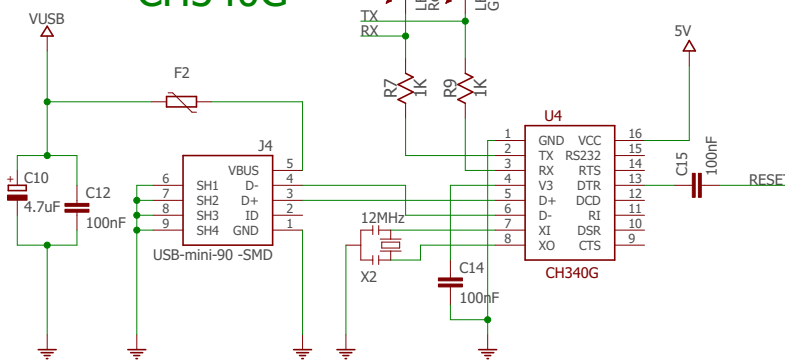 CH340G
VUSB
TX
RX
5V
F2
R7
1K
R9
1K
U4
J4
C10
4.7uF
C12
100nF
VBUS 5
D- 4
D+ 3
ID 2
GND 1
6 SH1
7 SH2
8 SH3
9 SH4
USB-mini-90 -SMD
12MHz
X2
C14
100nF
1 GND VCC 16
2 TX RS232 15
3 RX RTS 14
4 V3 DTR 13
5 D+ DCD 12
6 D- RI 11
7 XI DSR 10
8 XO CTS 9
CH340G
C15
100nF
RESET